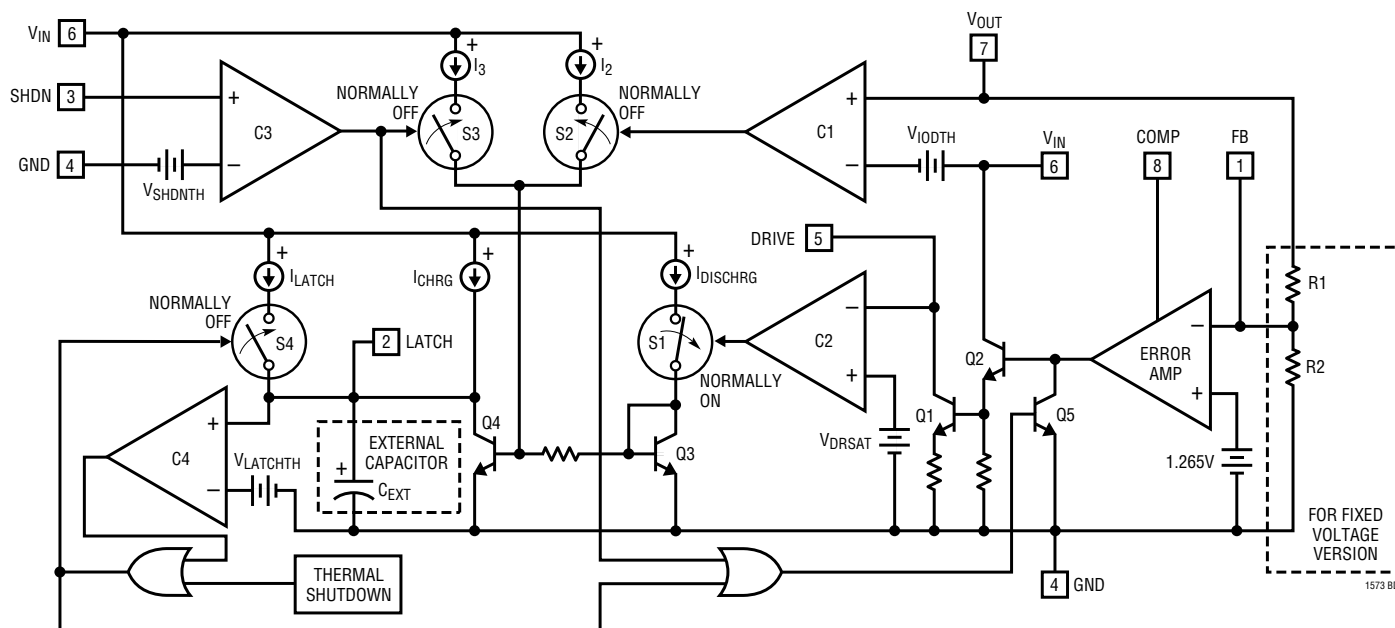 VIN 6
SHDN 3
GND 4
VSHDNTH
+
−
C3
NORMALLY
OFF
+
I3
S3
+
I2
S2
NORMALLY
OFF
C1
+
−
VIODTH
VOUT
7
VIN
6
COMP
8
FB
1
DRIVE 5
+
ILATCH
NORMALLY
OFF
S4
+
ICHRG
2 LATCH
+
IDISCHRG
S1
NORMALLY
ON
C2
−
+
VDRSAT
Q2
Q1
Q5
ERROR
AMP
−
+
1.265V
R1
R2
C4
+
−
VLATCHTH
EXTERNAL
CAPACITOR
+
CEXT
Q4
Q3
THERMAL
SHUTDOWN
4 GND
FOR FIXED
VOLTAGE
VERSION